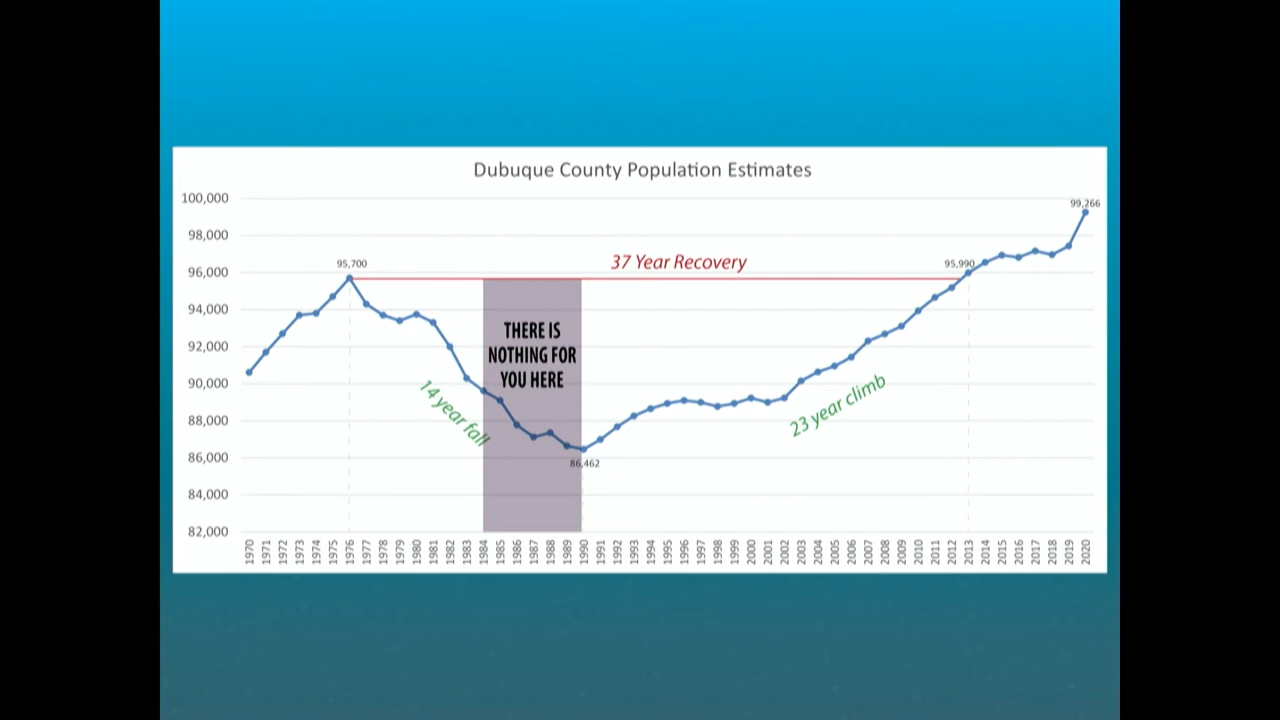 Dubuque County Population Estimates
100,000
98,000
96,000
94,000
92,000
90,000
88,000
86,000
84,000
82,000
95,700
37 Year Recovery
95,990
99,266
THERE IS
NOTHING FOR
YOU HERE
14 year fall
23 year climb
86,462
1970 1971 1972 1973 1974 1975 1976 1977 1978 1979 1980 1981 1982 1983 1984 1985 1986 1987 1988 1989 1990 1991 1992 1993 1994 1995 1996 1997 1998 1999 2000 2001 2002 2003 2004 2005 2006 2007 2008 2009 2010 2011 2012 2013 2014 2015 2016 2017 2018 2019 2020